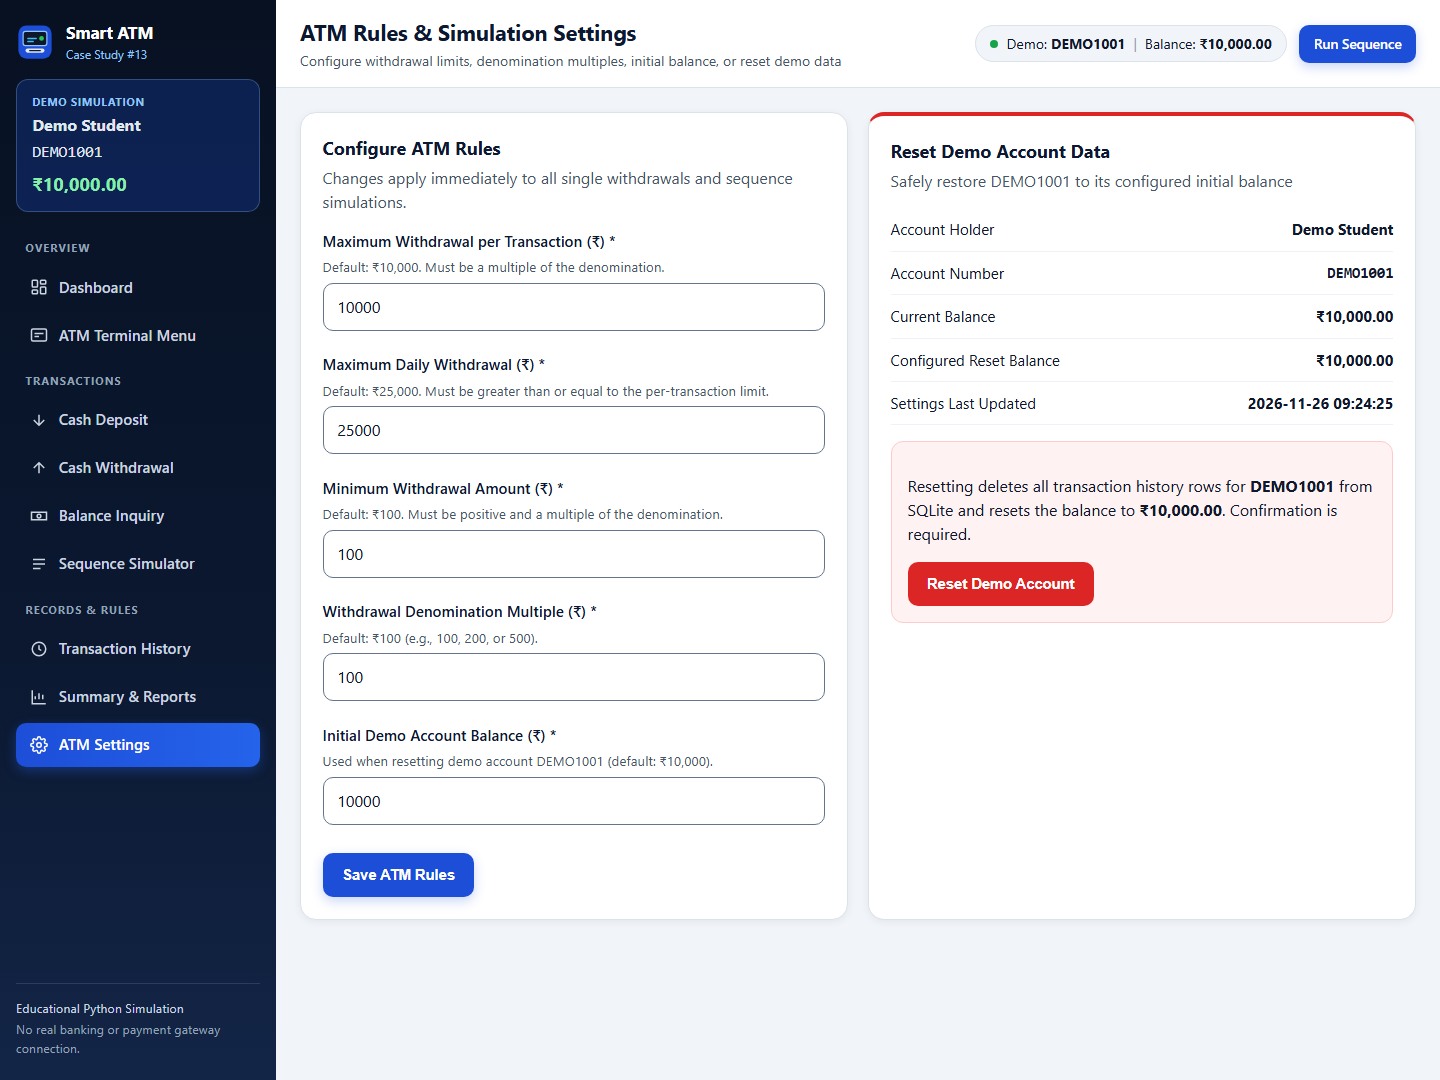 Smart ATM
Case Study #13
DEMO SIMULATION
Demo Student
DEMO1001
₹10,000.00
OVERVIEW
Dashboard
ATM Terminal Menu
TRANSACTIONS
Cash Deposit
Cash Withdrawal
Balance Inquiry
Sequence Simulator
RECORDS & RULES
Transaction History
Summary & Reports
ATM Settings
Educational Python Simulation
No real banking or payment gateway
connection.
ATM Rules & Simulation Settings
Configure withdrawal limits, denomination multiples, initial balance, or reset demo data
Demo: DEMO1001 | Balance: ₹10,000.00
Run Sequence
Configure ATM Rules
Changes apply immediately to all single withdrawals and sequence
simulations.
Maximum Withdrawal per Transaction (₹) *
Default: ₹10,000. Must be a multiple of the denomination.
10000
Maximum Daily Withdrawal (₹) *
Default: ₹25,000. Must be greater than or equal to the per-transaction limit.
25000
Minimum Withdrawal Amount (₹) *
Default: ₹100. Must be positive and a multiple of the denomination.
100
Withdrawal Denomination Multiple (₹) *
Default: ₹100 (e.g., 100, 200, or 500).
100
Initial Demo Account Balance (₹) *
Used when resetting demo account DEMO1001 (default: ₹10,000).
10000
Save ATM Rules
Reset Demo Account Data
Safely restore DEMO1001 to its configured initial balance
Account Holder Demo Student
Account Number DEMO1001
Current Balance ₹10,000.00
Configured Reset Balance ₹10,000.00
Settings Last Updated 2026-11-26 09:24:25
Resetting deletes all transaction history rows for DEMO1001 from
SQLite and resets the balance to ₹10,000.00. Confirmation is
required.
Reset Demo Account